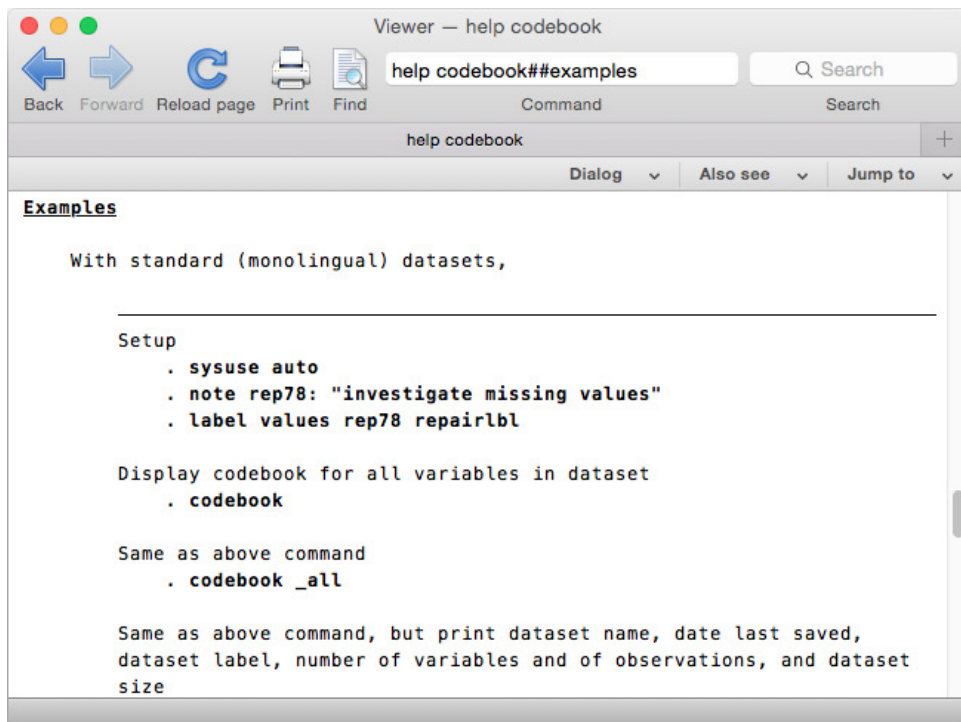 Viewer — help codebook
help codebook##examples
Search
Back Forward Reload page Print Find Command Search
help codebook +
Dialog Also see Jump to
Examples
With standard (monolingual) datasets,
Setup
. sysuse auto
. note rep78: "investigate missing values"
. label values rep78 repairlbl
Display codebook for all variables in dataset
. codebook
Same as above command
. codebook _all
Same as above command, but print dataset name, date last saved,
dataset label, number of variables and of observations, and dataset
size